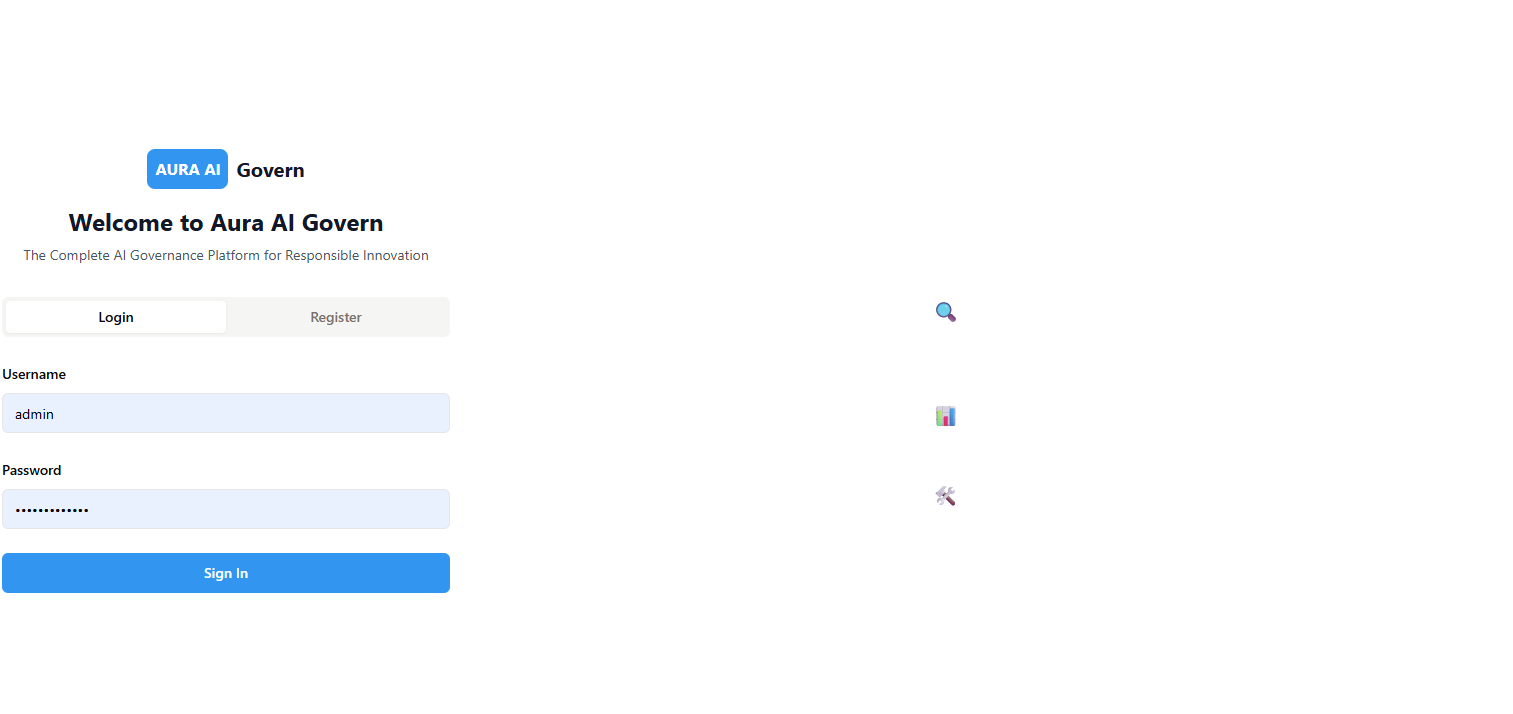 AURA AI Govern
Welcome to Aura AI Govern
The Complete AI Governance Platform for Responsible Innovation
Login Register
Username
admin
Password
•••••••••••••
Sign In